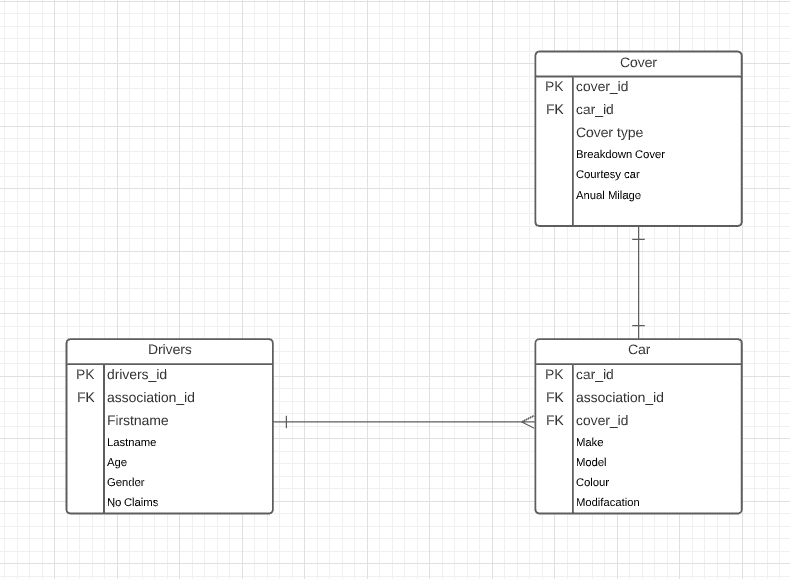 Cover
PK cover_id
FK car_id
Cover type
Breakdown Cover
Courtesy car
Anual Milage
Drivers
PK drivers_id
FK association_id
Firstname
Lastname
Age
Gender
No Claims
Car
PK car_id
FK association_id
FK cover_id
Make
Model
Colour
Modifacation